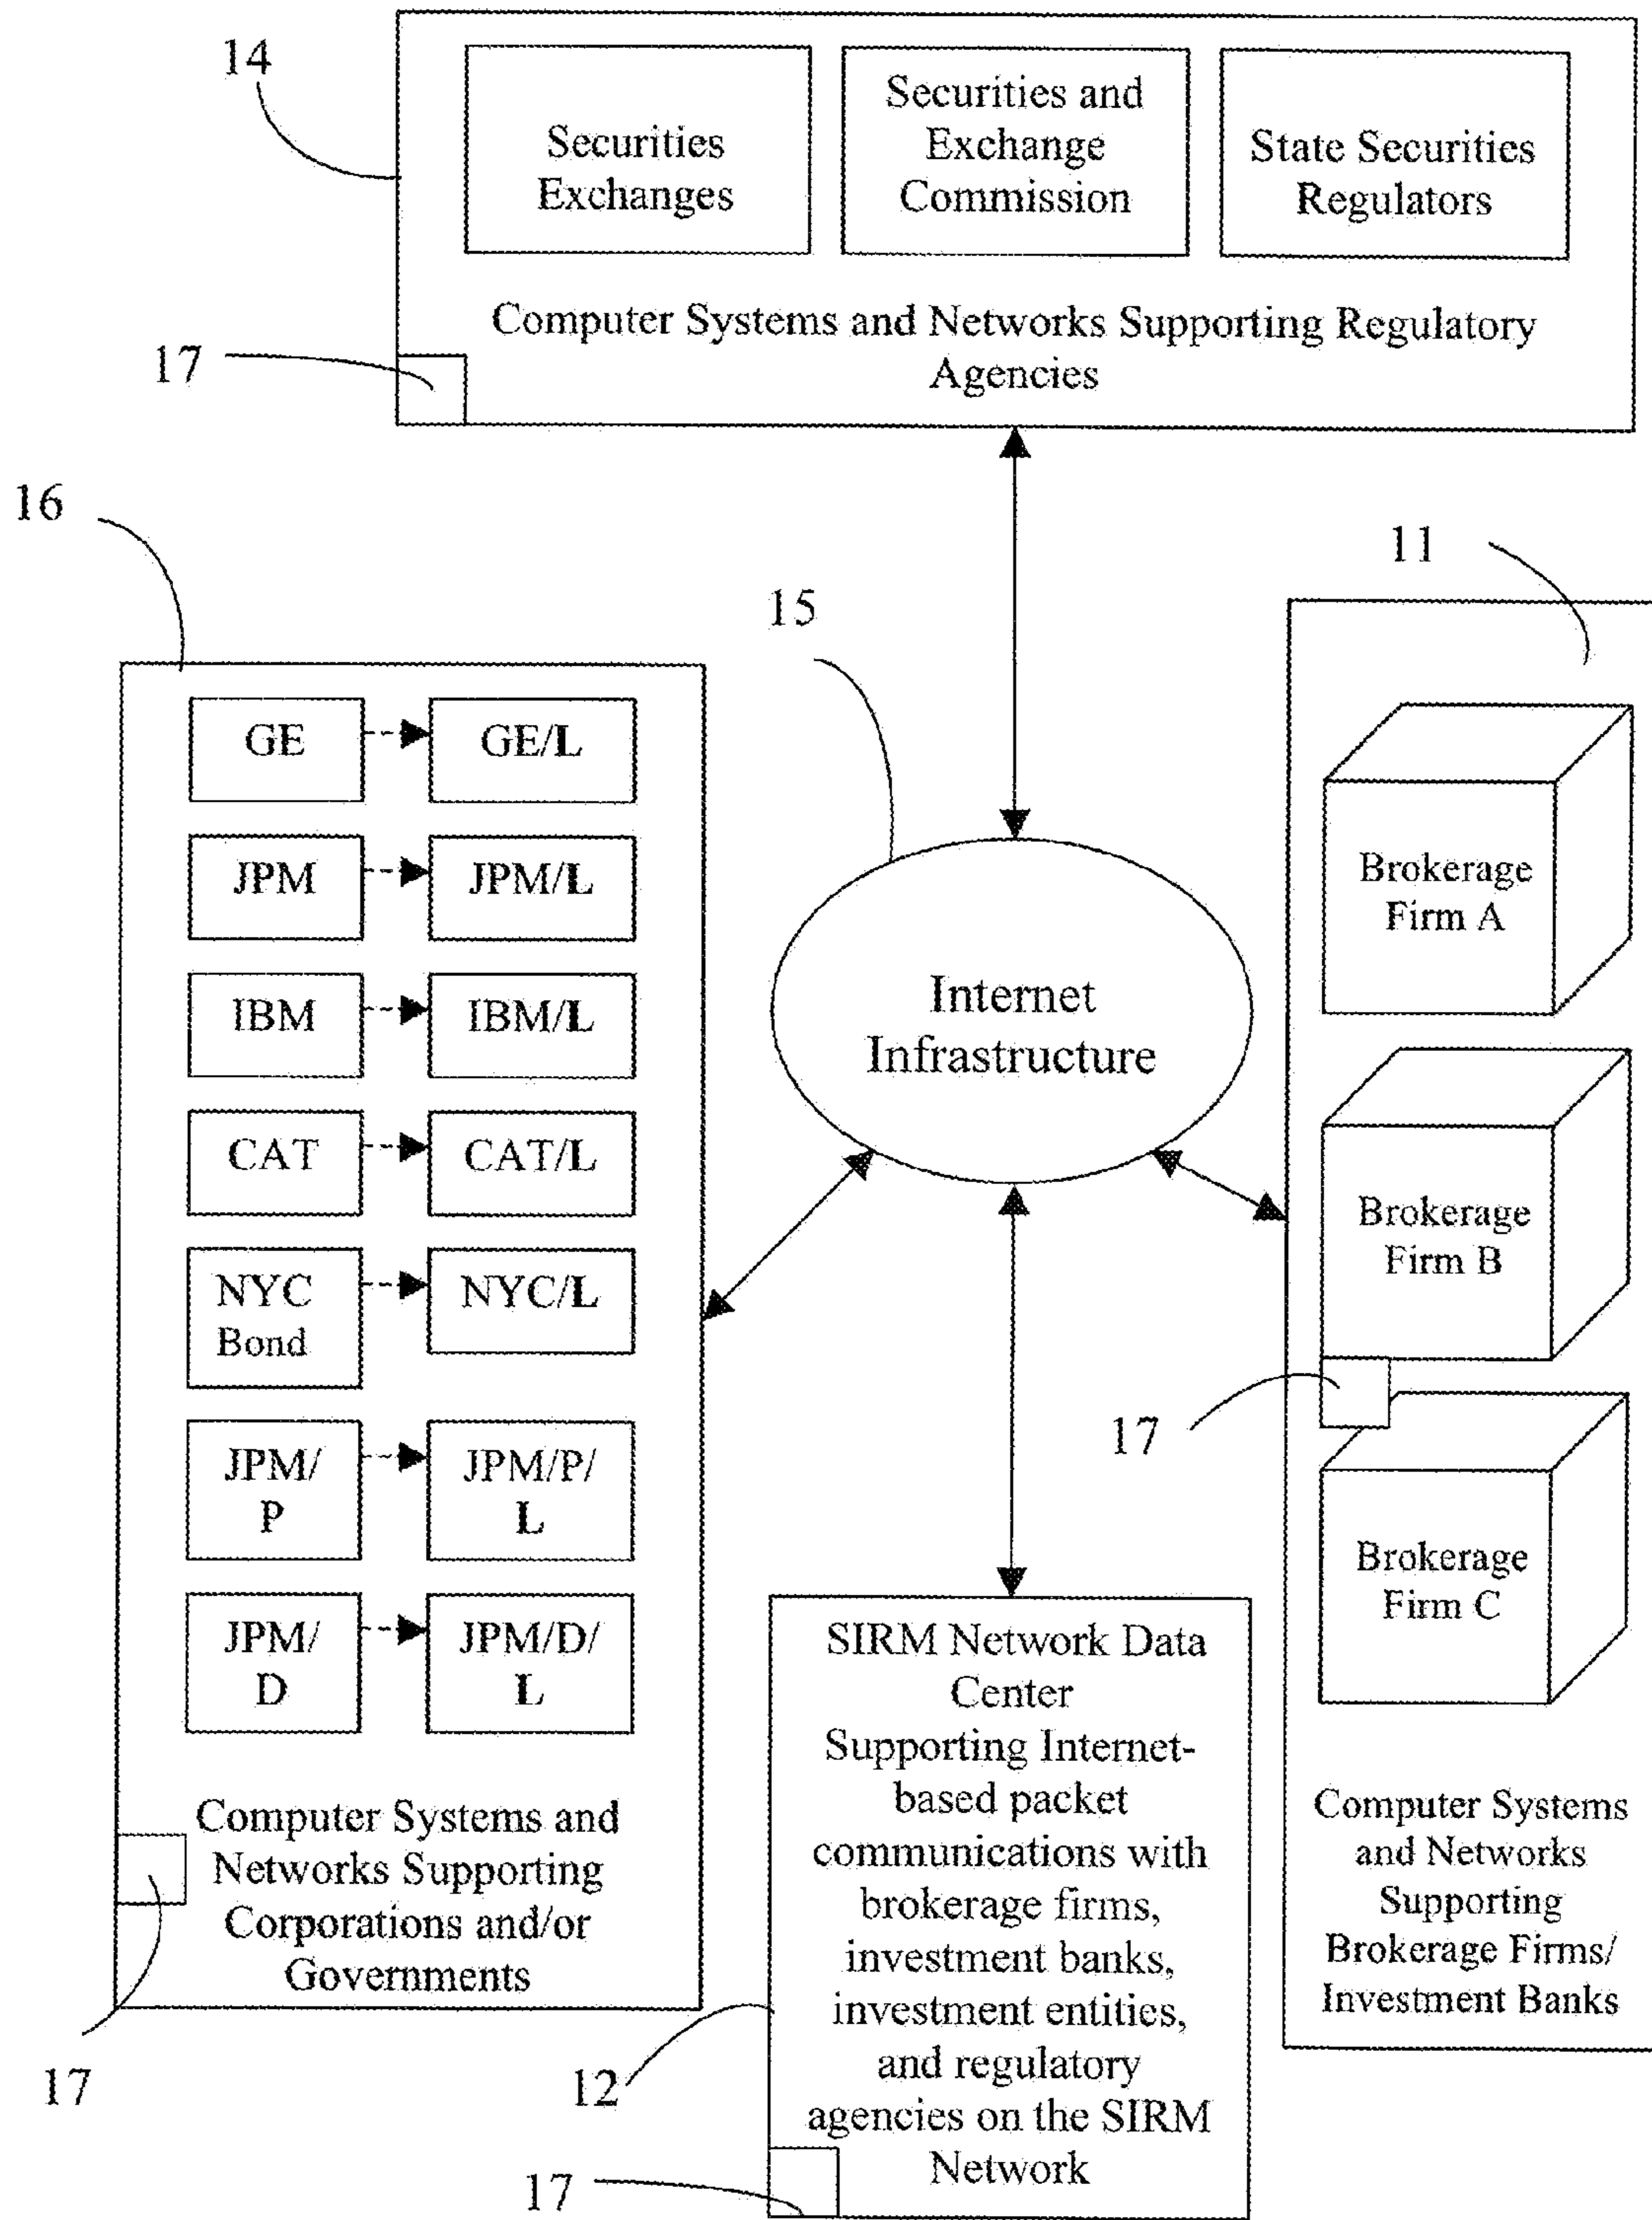 14
Securities
Exchanges
Securities and
Exchange
Commission
State Securities
Regulators
Computer Systems and Networks Supporting Regulatory
Agencies
17
16
GE
GE/L
JPM
JPM/L
IBM
IBM/L
CAT
CAT/L
NYC
Bond
NYC/L
JPM/
P
JPM/P/
L
JPM/
D
JPM/D/
L
Computer Systems and
Networks Supporting
Corporations and/or
Governments
17
15
Internet
Infrastructure
11
Brokerage
Firm A
Brokerage
Firm B
17
Brokerage
Firm C
Computer Systems
and Networks
Supporting
Brokerage Firms/
Investment Banks
SIRM Network Data
Center
Supporting Internet-
based packet
communications with
brokerage firms,
investment banks,
investment entities,
and regulatory
agencies on the SIRM
Network
12
17